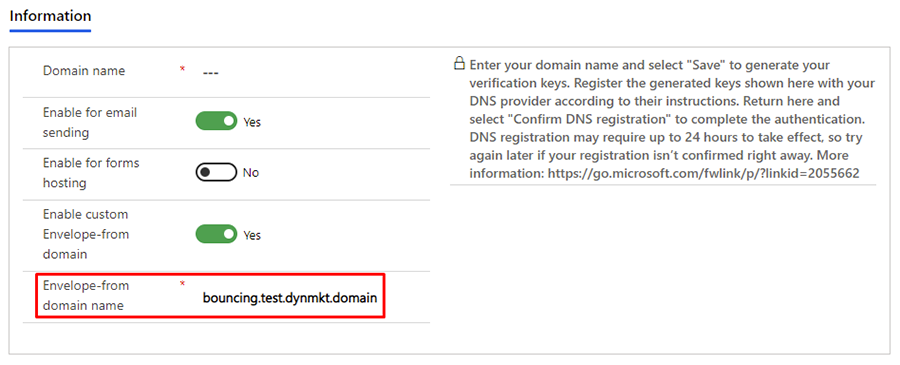 Information
Domain name * ---
Enable for email
sending
Yes
Enable for forms
hosting
No
Enable custom
Envelope-from
domain
Yes
Envelope-from
domain name
*
bouncing.test.dynmkt.domain
Enter your domain name and select "Save" to generate your
verification keys. Register the generated keys shown here with your
DNS provider according to their instructions. Return here and
select "Confirm DNS registration" to complete the authentication.
DNS registration may require up to 24 hours to take effect, so try
again later if your registration isn't confirmed right away. More
information: https://go.microsoft.com/fwlink/p/?linkid=2055662